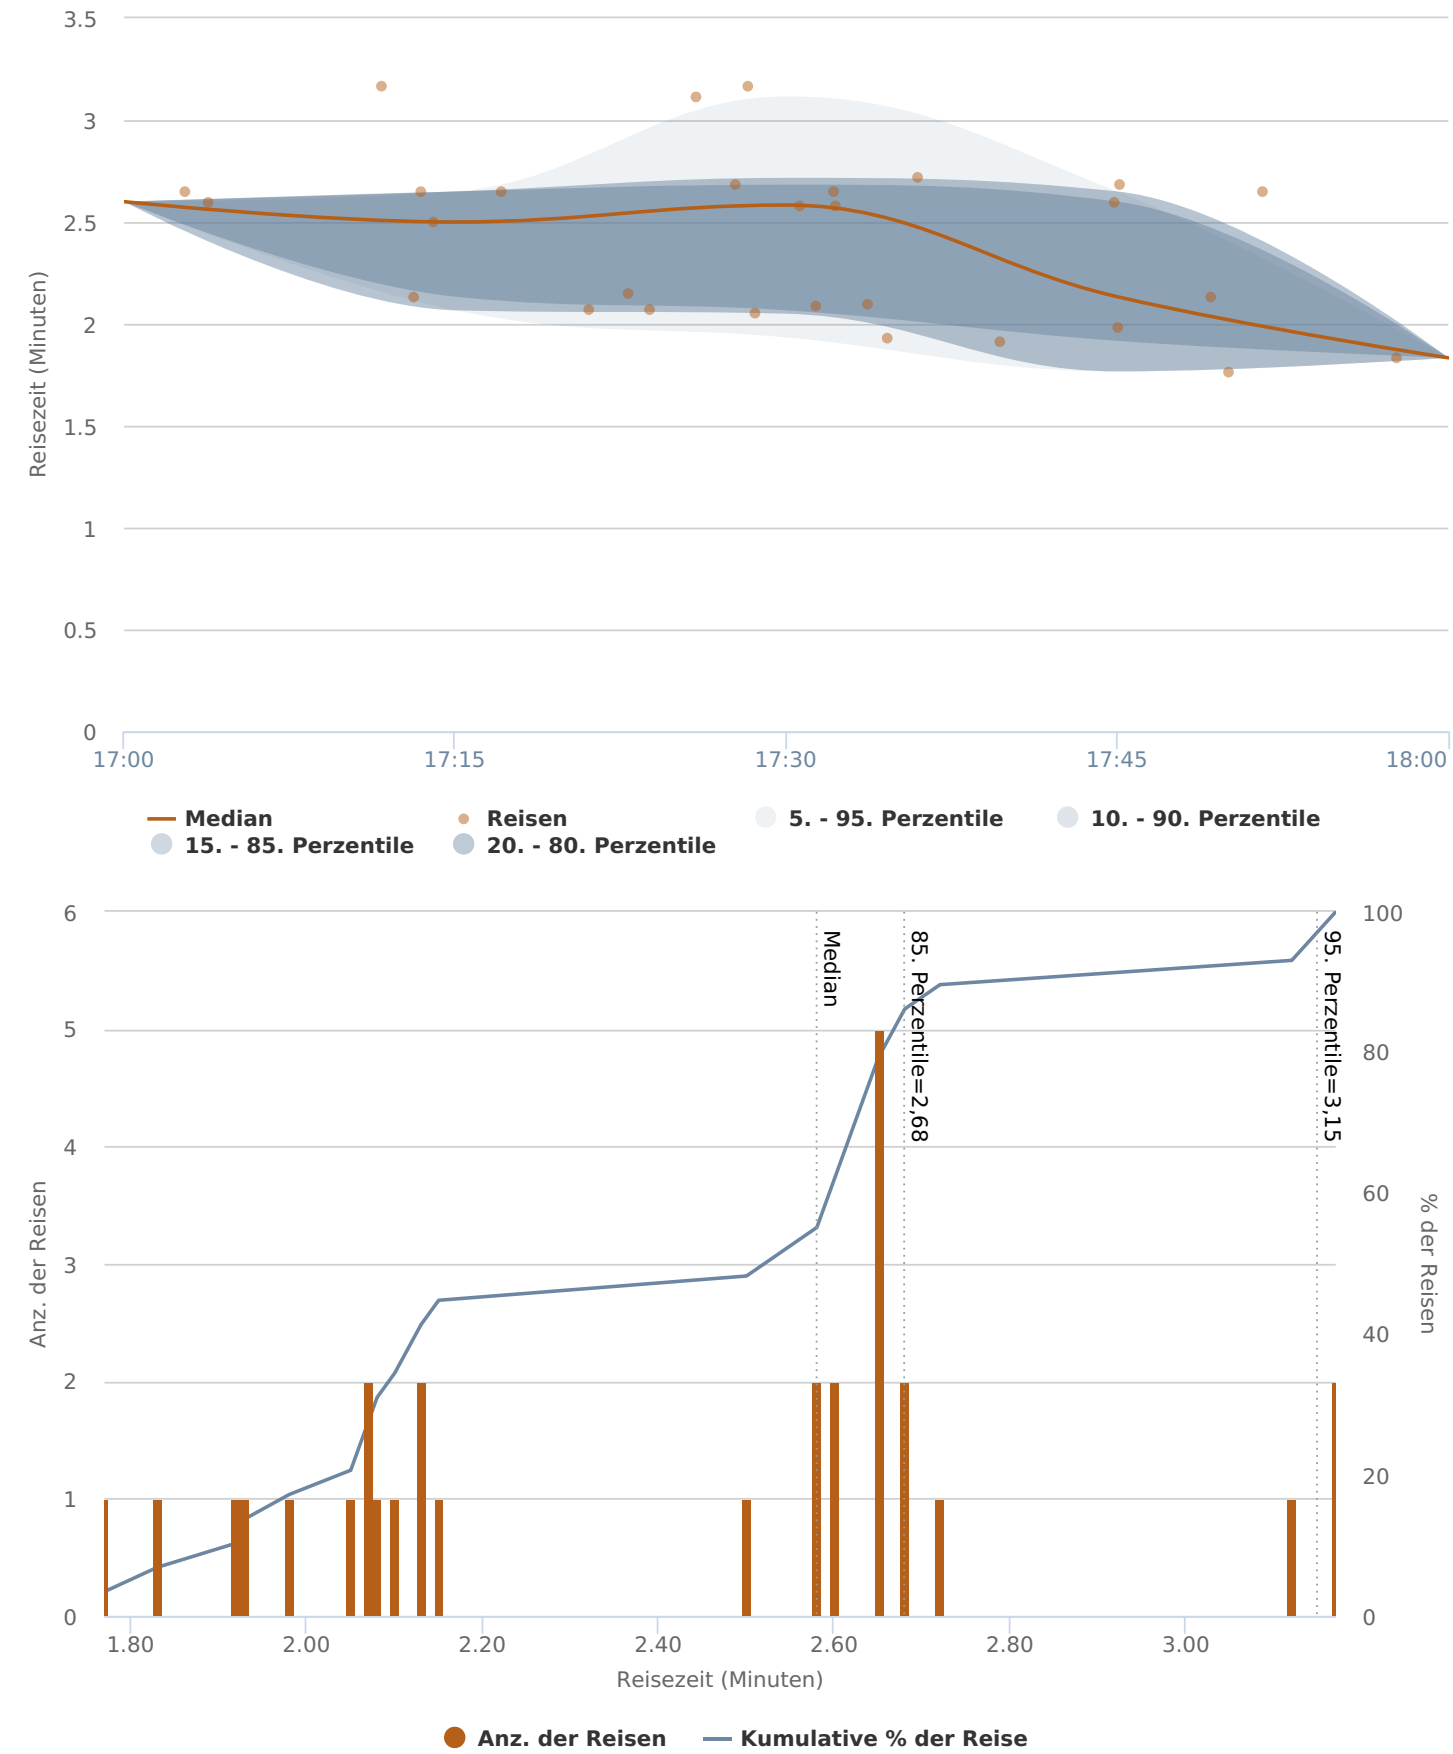 3.5
3
2.5
2
1.5
1
0.5
0
Reisezeit (Minuten)
17:00 17:15 17:30 17:45 18:00
Median Reisen 5. - 95. Perzentile 10. - 90. Perzentile
15. - 85. Perzentile 20. - 80. Perzentile
6
5
4
3
2
1
0
Anz. der Reisen
Median
85. Perzentile=2,68
95. Perzentile=3,15
100
80
60
40
20
0
% der Reisen
1.80 2.00 2.20 2.40 2.60 2.80 3.00
Reisezeit (Minuten)
Anz. der Reisen Kumulative % der Reise